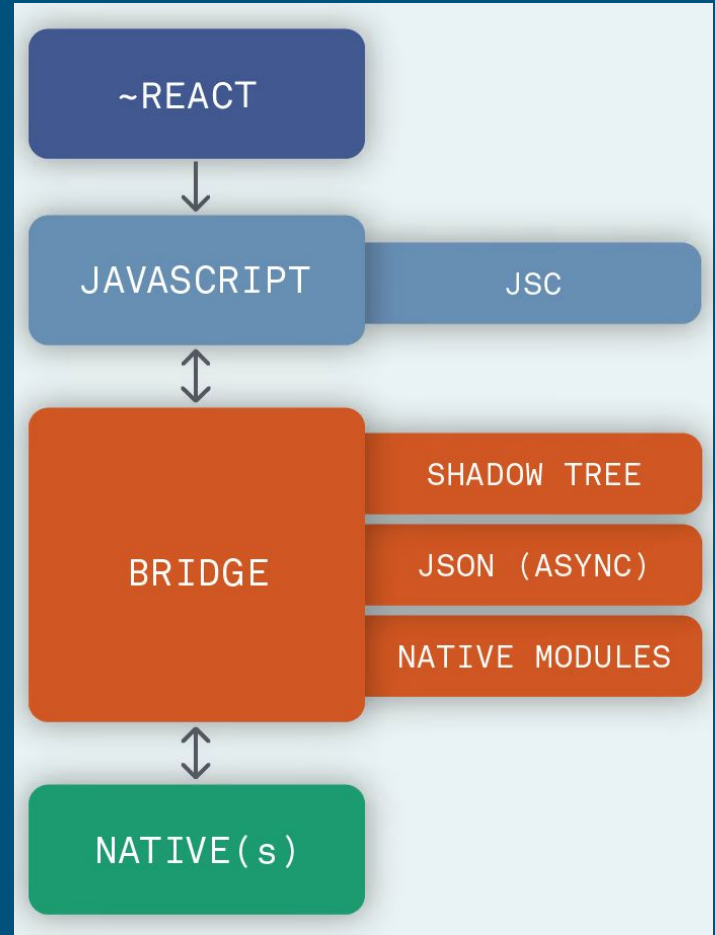 ~REACT
JAVASCRIPT
JSC
SHADOW TREE
BRIDGE
JSON (ASYNC)
NATIVE MODULES
NATIVE(s)